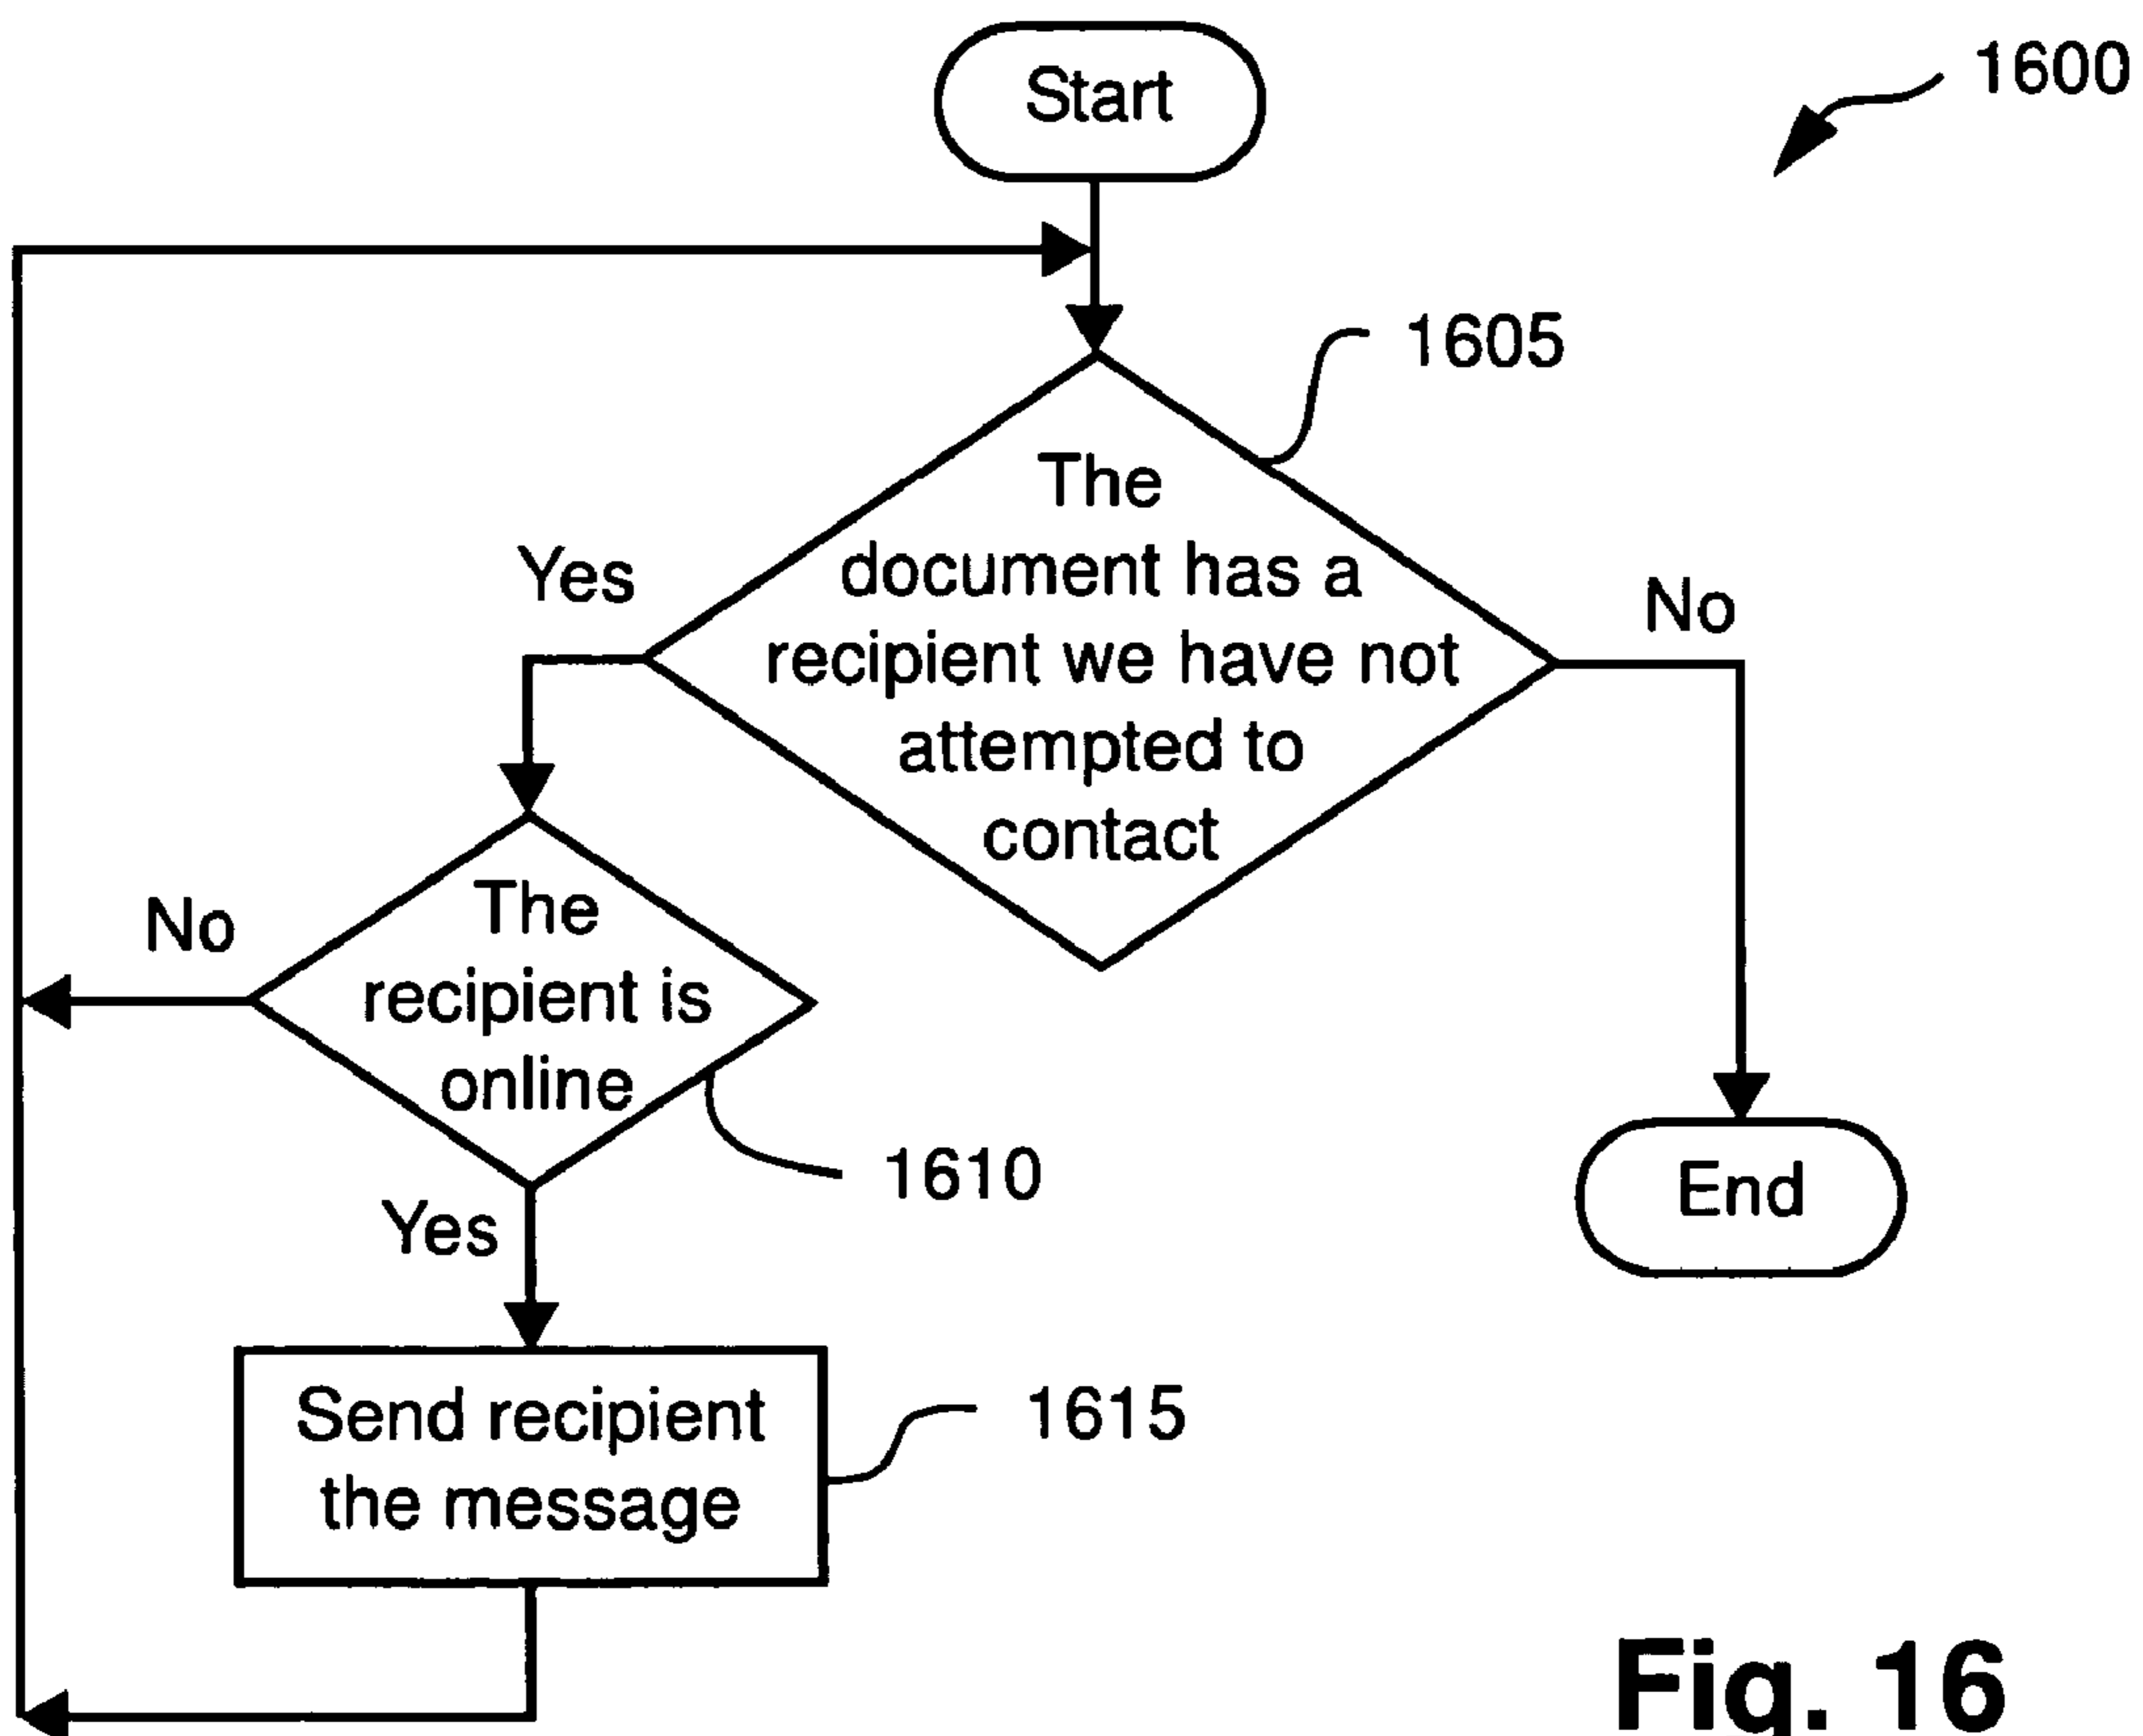 Start
1600
1605
The
document has a
recipient we have not
attempted to
contact
Yes
No
The
recipient is
online
No
1610
Yes
End
Send recipient
the message
1615
Fig. 16